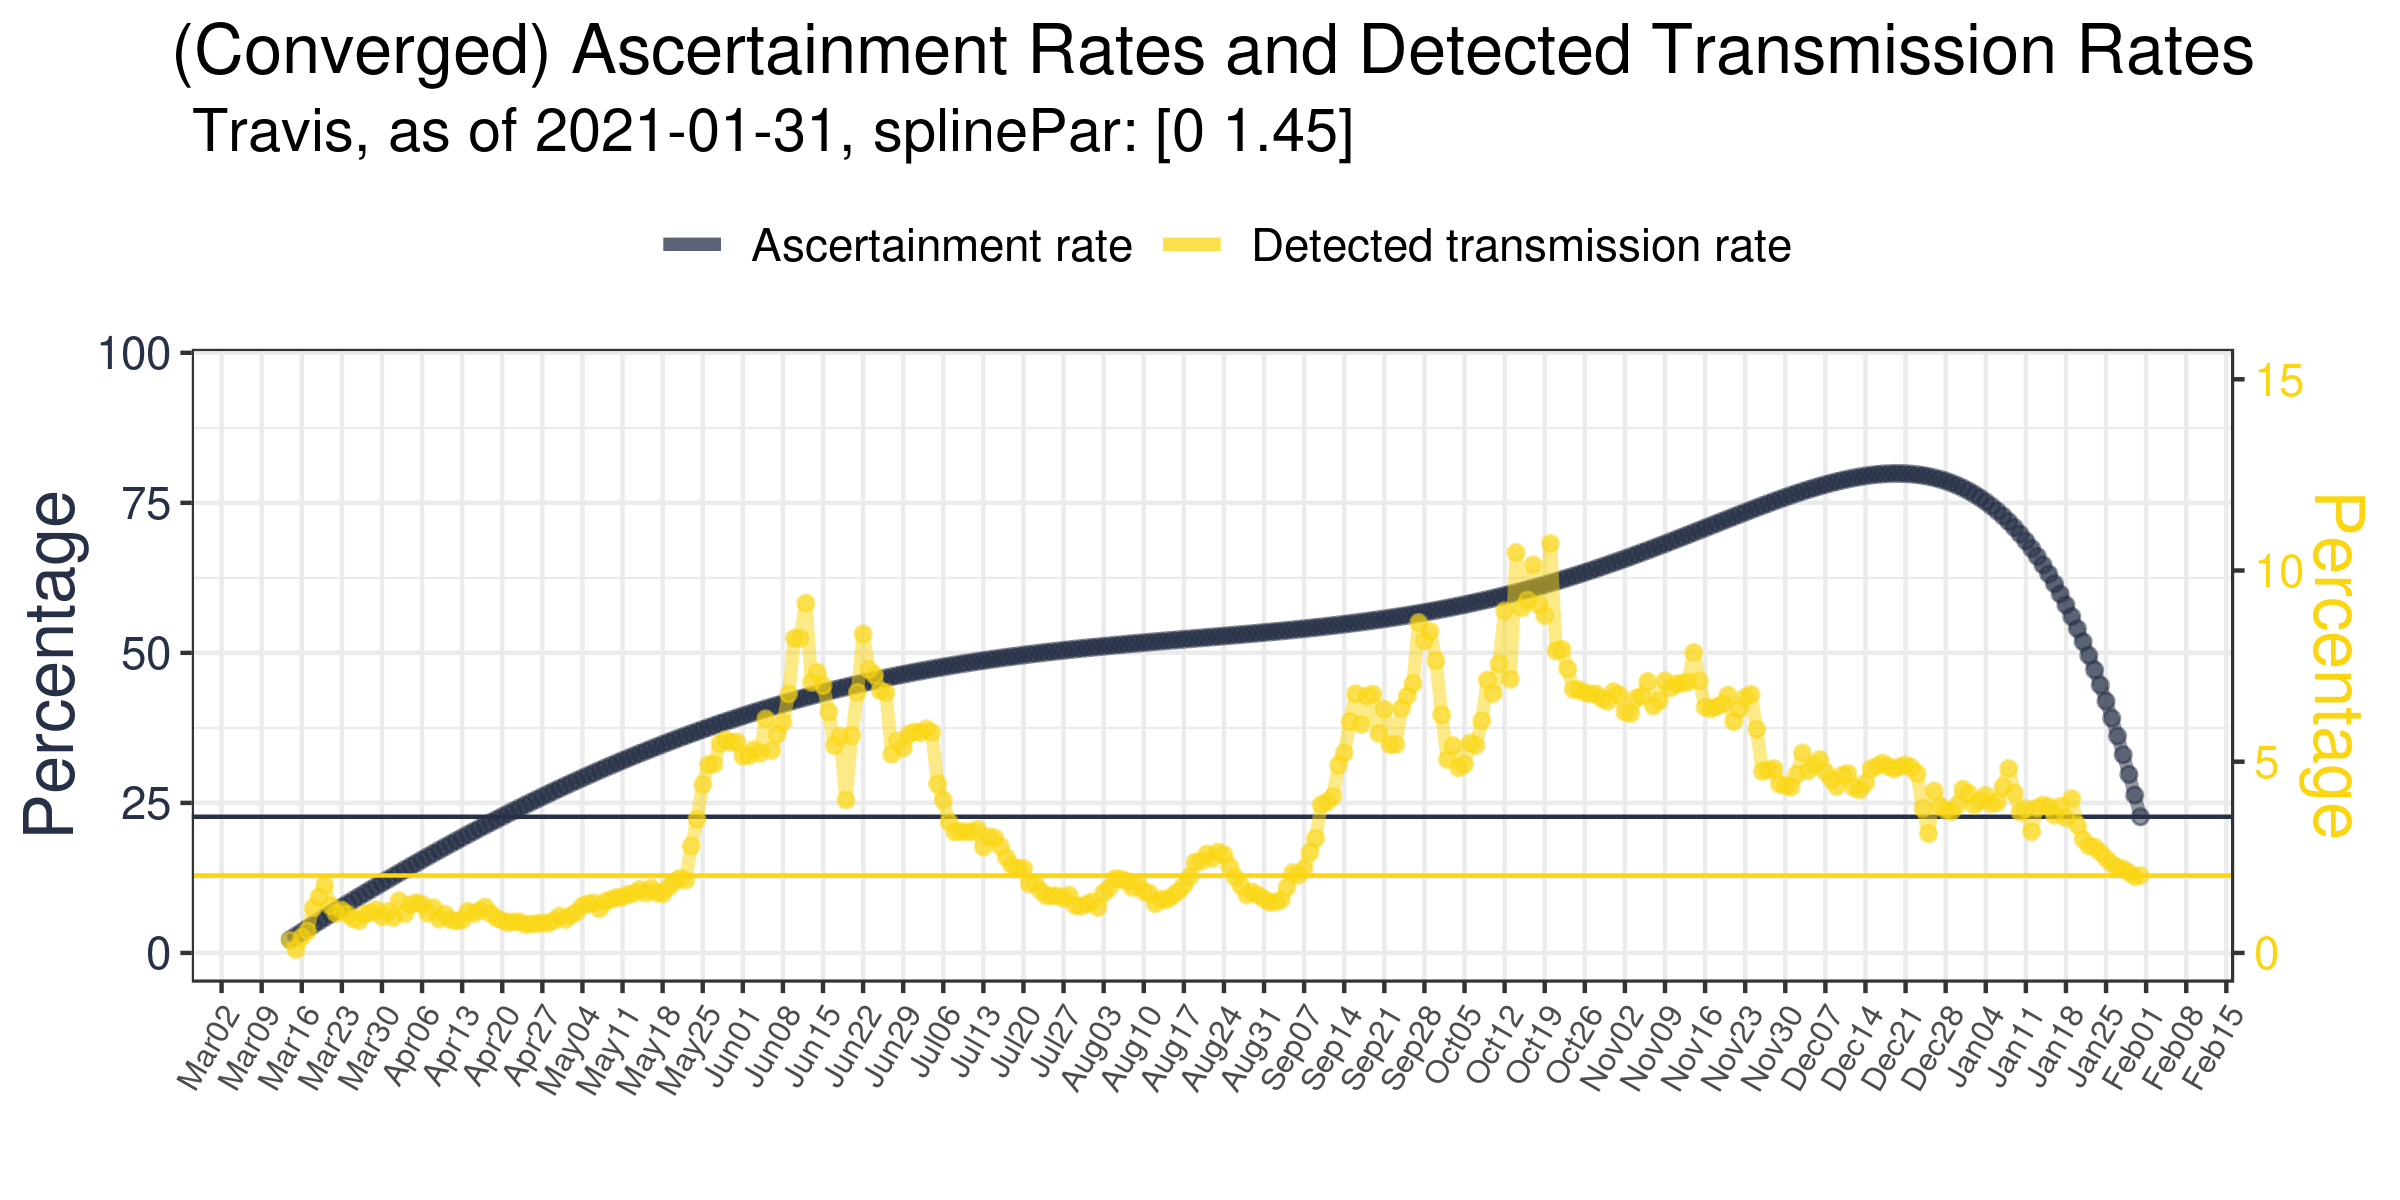 (Converged) Ascertainment Rates and Detected Transmission Rates
Travis, as of 2021-01-31, splinePar: [0 1.45]
Ascertainment rate Detected transmission rate
Percentage
100
75
50
25
0
15
10
5
0
Percentage
Mar02
Mar09
Mar16
Mar23
Mar30
Apr06
Apr13
Apr20
Apr27
May04
May11
May18
May25
Jun01
Jun08
Jun15
Jun22
Jun29
Jul06
Jul13
Jul20
Jul27
Aug03
Aug10
Aug17
Aug24
Aug31
Sep07
Sep14
Sep21
Sep28
Oct05
Oct12
Oct19
Oct26
Nov02
Nov09
Nov16
Nov23
Nov30
Dec07
Dec14
Dec21
Dec28
Jan04
Jan11
Jan18
Jan25
Feb01
Feb08
Feb15